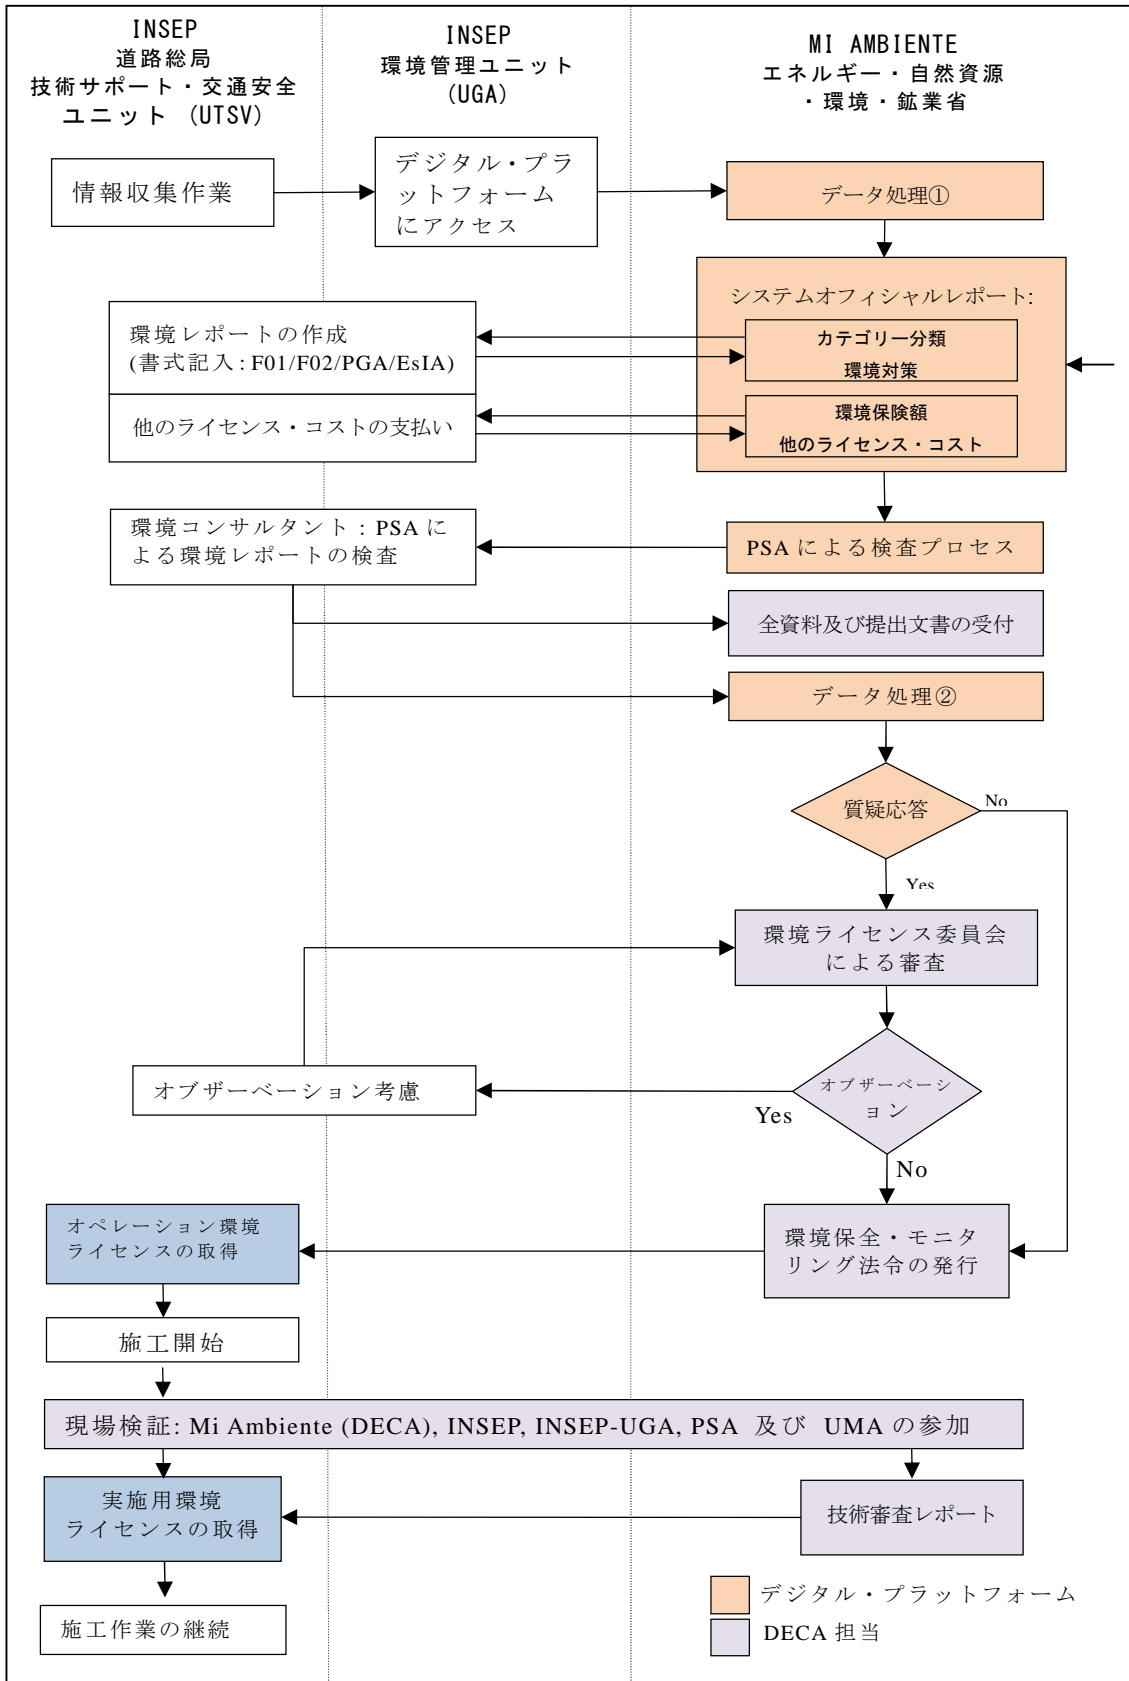 INSEP
道路総局
技術サポート・交通安全
ユニット (UTSV)
INSEP
環境管理ユニット
(UGA)
MI AMBIENTE
エネルギー・自然資源
・環境・鉱業省
情報収集作業
デジタル・プラ
ットフォーム
にアクセス
データ処理①
システムオフィシャルレポート:
カテゴリー分類
環境対策
環境レポートの作成
(書式記入: F01/F02/PGA/EsIA)
他のライセンス・コストの支払い
環境保険額
他のライセンス・コスト
環境コンサルタント：PSA に
よる環境レポートの検査
PSA による検査プロセス
全資料及び提出文書の受付
データ処理②
質疑応答
No
Yes
環境ライセンス委員会
による審査
オブザーベーション考慮
オブザーベーシ
ョン
Yes
No
オペレーション環境
ライセンスの取得
環境保全・モニタ
リング法令の発行
施工開始
現場検証: Mi Ambiente (DECA), INSEP, INSEP-UGA, PSA 及び UMA の参加
実施用環境
ライセンスの取得
技術審査レポート
施工作業の継続
デジタル・プラットフォーム
DECA 担当